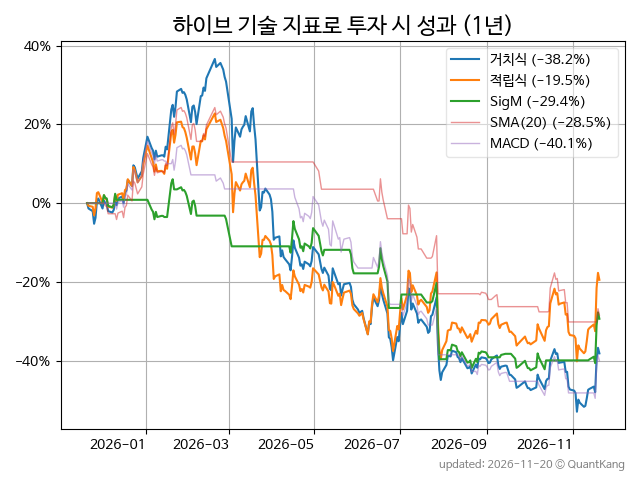 하이브 기술 지표로 투자 시 성과 (1년)
40%
20%
0%
−20%
−40%
거치식 (−38.2%)
적립식 (−19.5%)
SigM (−29.4%)
SMA(20) (−28.5%)
MACD (−40.1%)
2026-01 2026-03 2026-05 2026-07 2026-09 2026-11
updated: 2026-11-20 © QuantKang